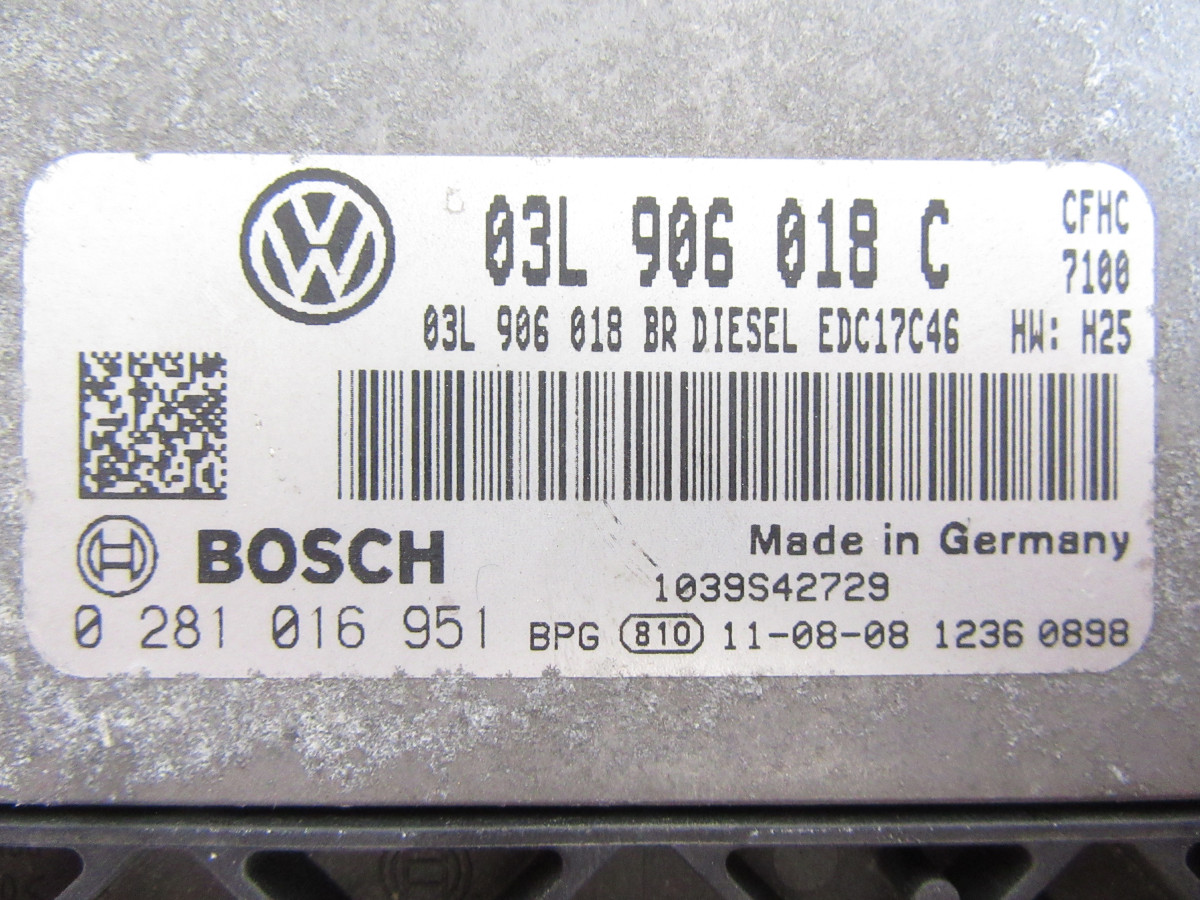 03L 906 018 C
CFHC
7100
03L 906 018 BR DIESEL EDC17C46 HW: H25
BOSCH
Made in Germany
1039S42729
0 281 016 951 BPG 810 11-08-08 1236 0898